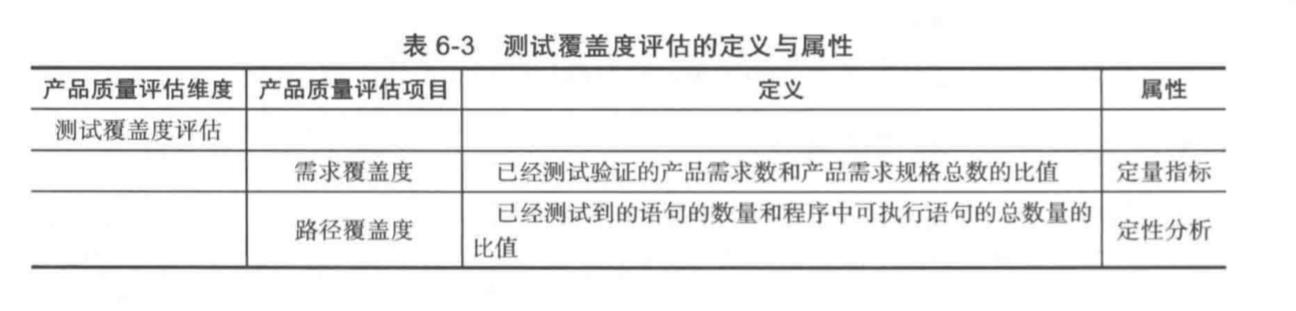 表 6-3 测试覆盖度评估的定义与属性
产品质量评估维度 产品质量评估项目 定义 属性
测试覆盖度评估
需求覆盖度 已经测试验证的产品需求数和产品需求规格总数的比值 定量指标
路径覆盖度 已经测试到的语句的数量和程序中可执行语句的总数量的 定性分析
比值